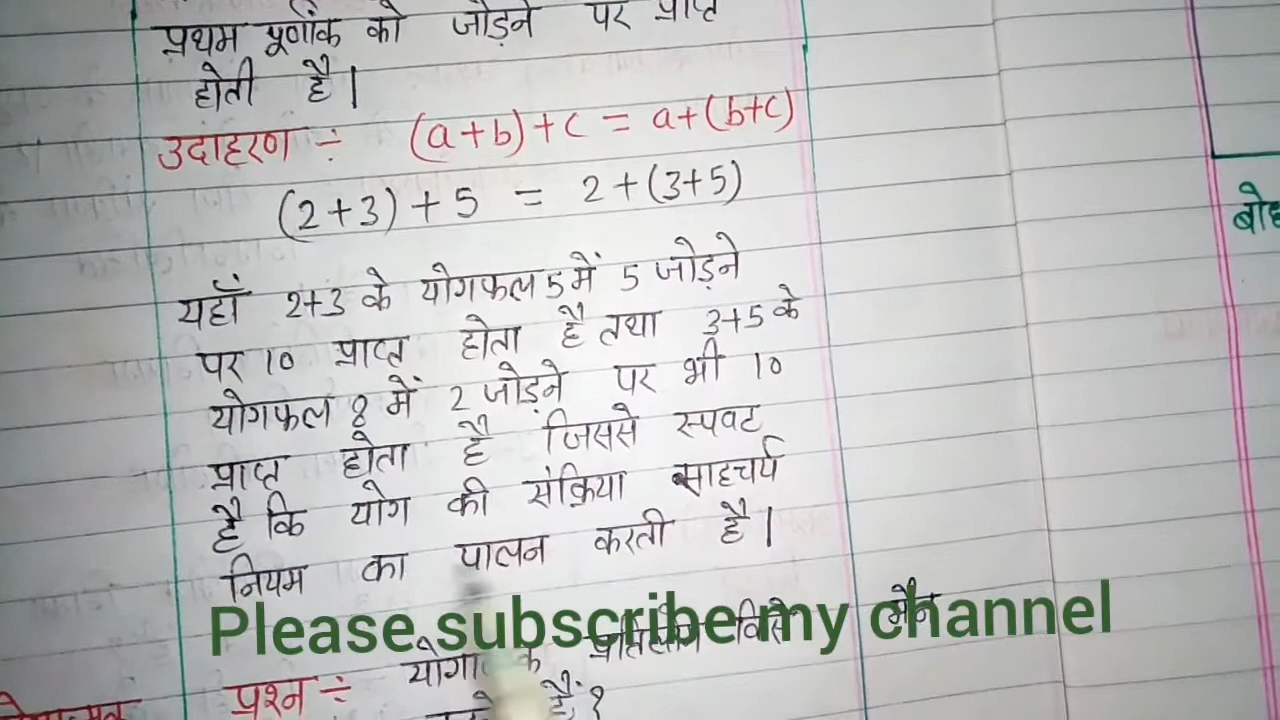 प्रथम पूर्णांक को जोड़ने पर प्राप्त
होती है।
उदाहरण ÷ (a+b)+c = a+(b+c)
(2+3)+5 = 2+(3+5)
बोध
यहाँ 2+3 के योगफल 5 में 5 जोड़ने
पर 10 प्राप्त होता है तथा 3+5 के
योगफल 8 में 2 जोड़ने पर भी 10
प्राप्त होता है जिससे स्पष्ट
है कि योग की संक्रिया साहचर्य
नियम का पालन करती है।
Please subscribe my channel
प्रश्न ÷ के किसे
हैं?